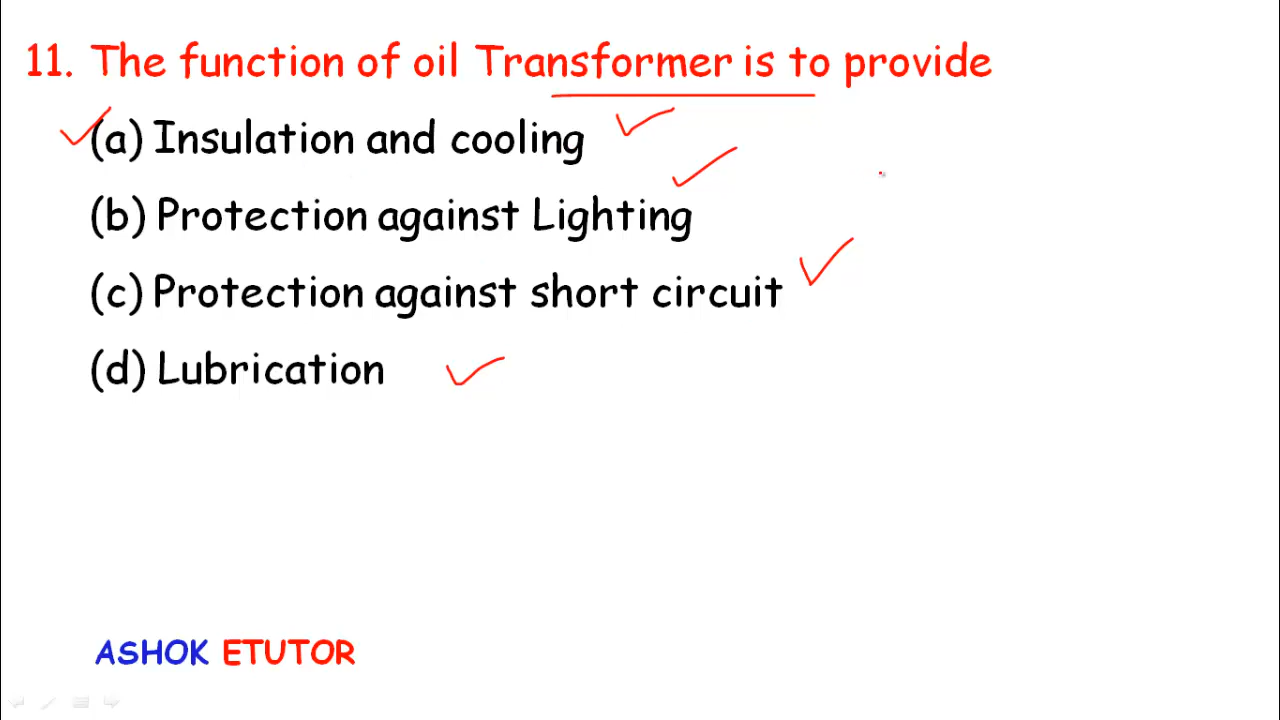 11. The function of oil Transformer is to provide
(a) Insulation and cooling
(b) Protection against Lighting
(c) Protection against short circuit
(d) Lubrication
ASHOK ETUTOR